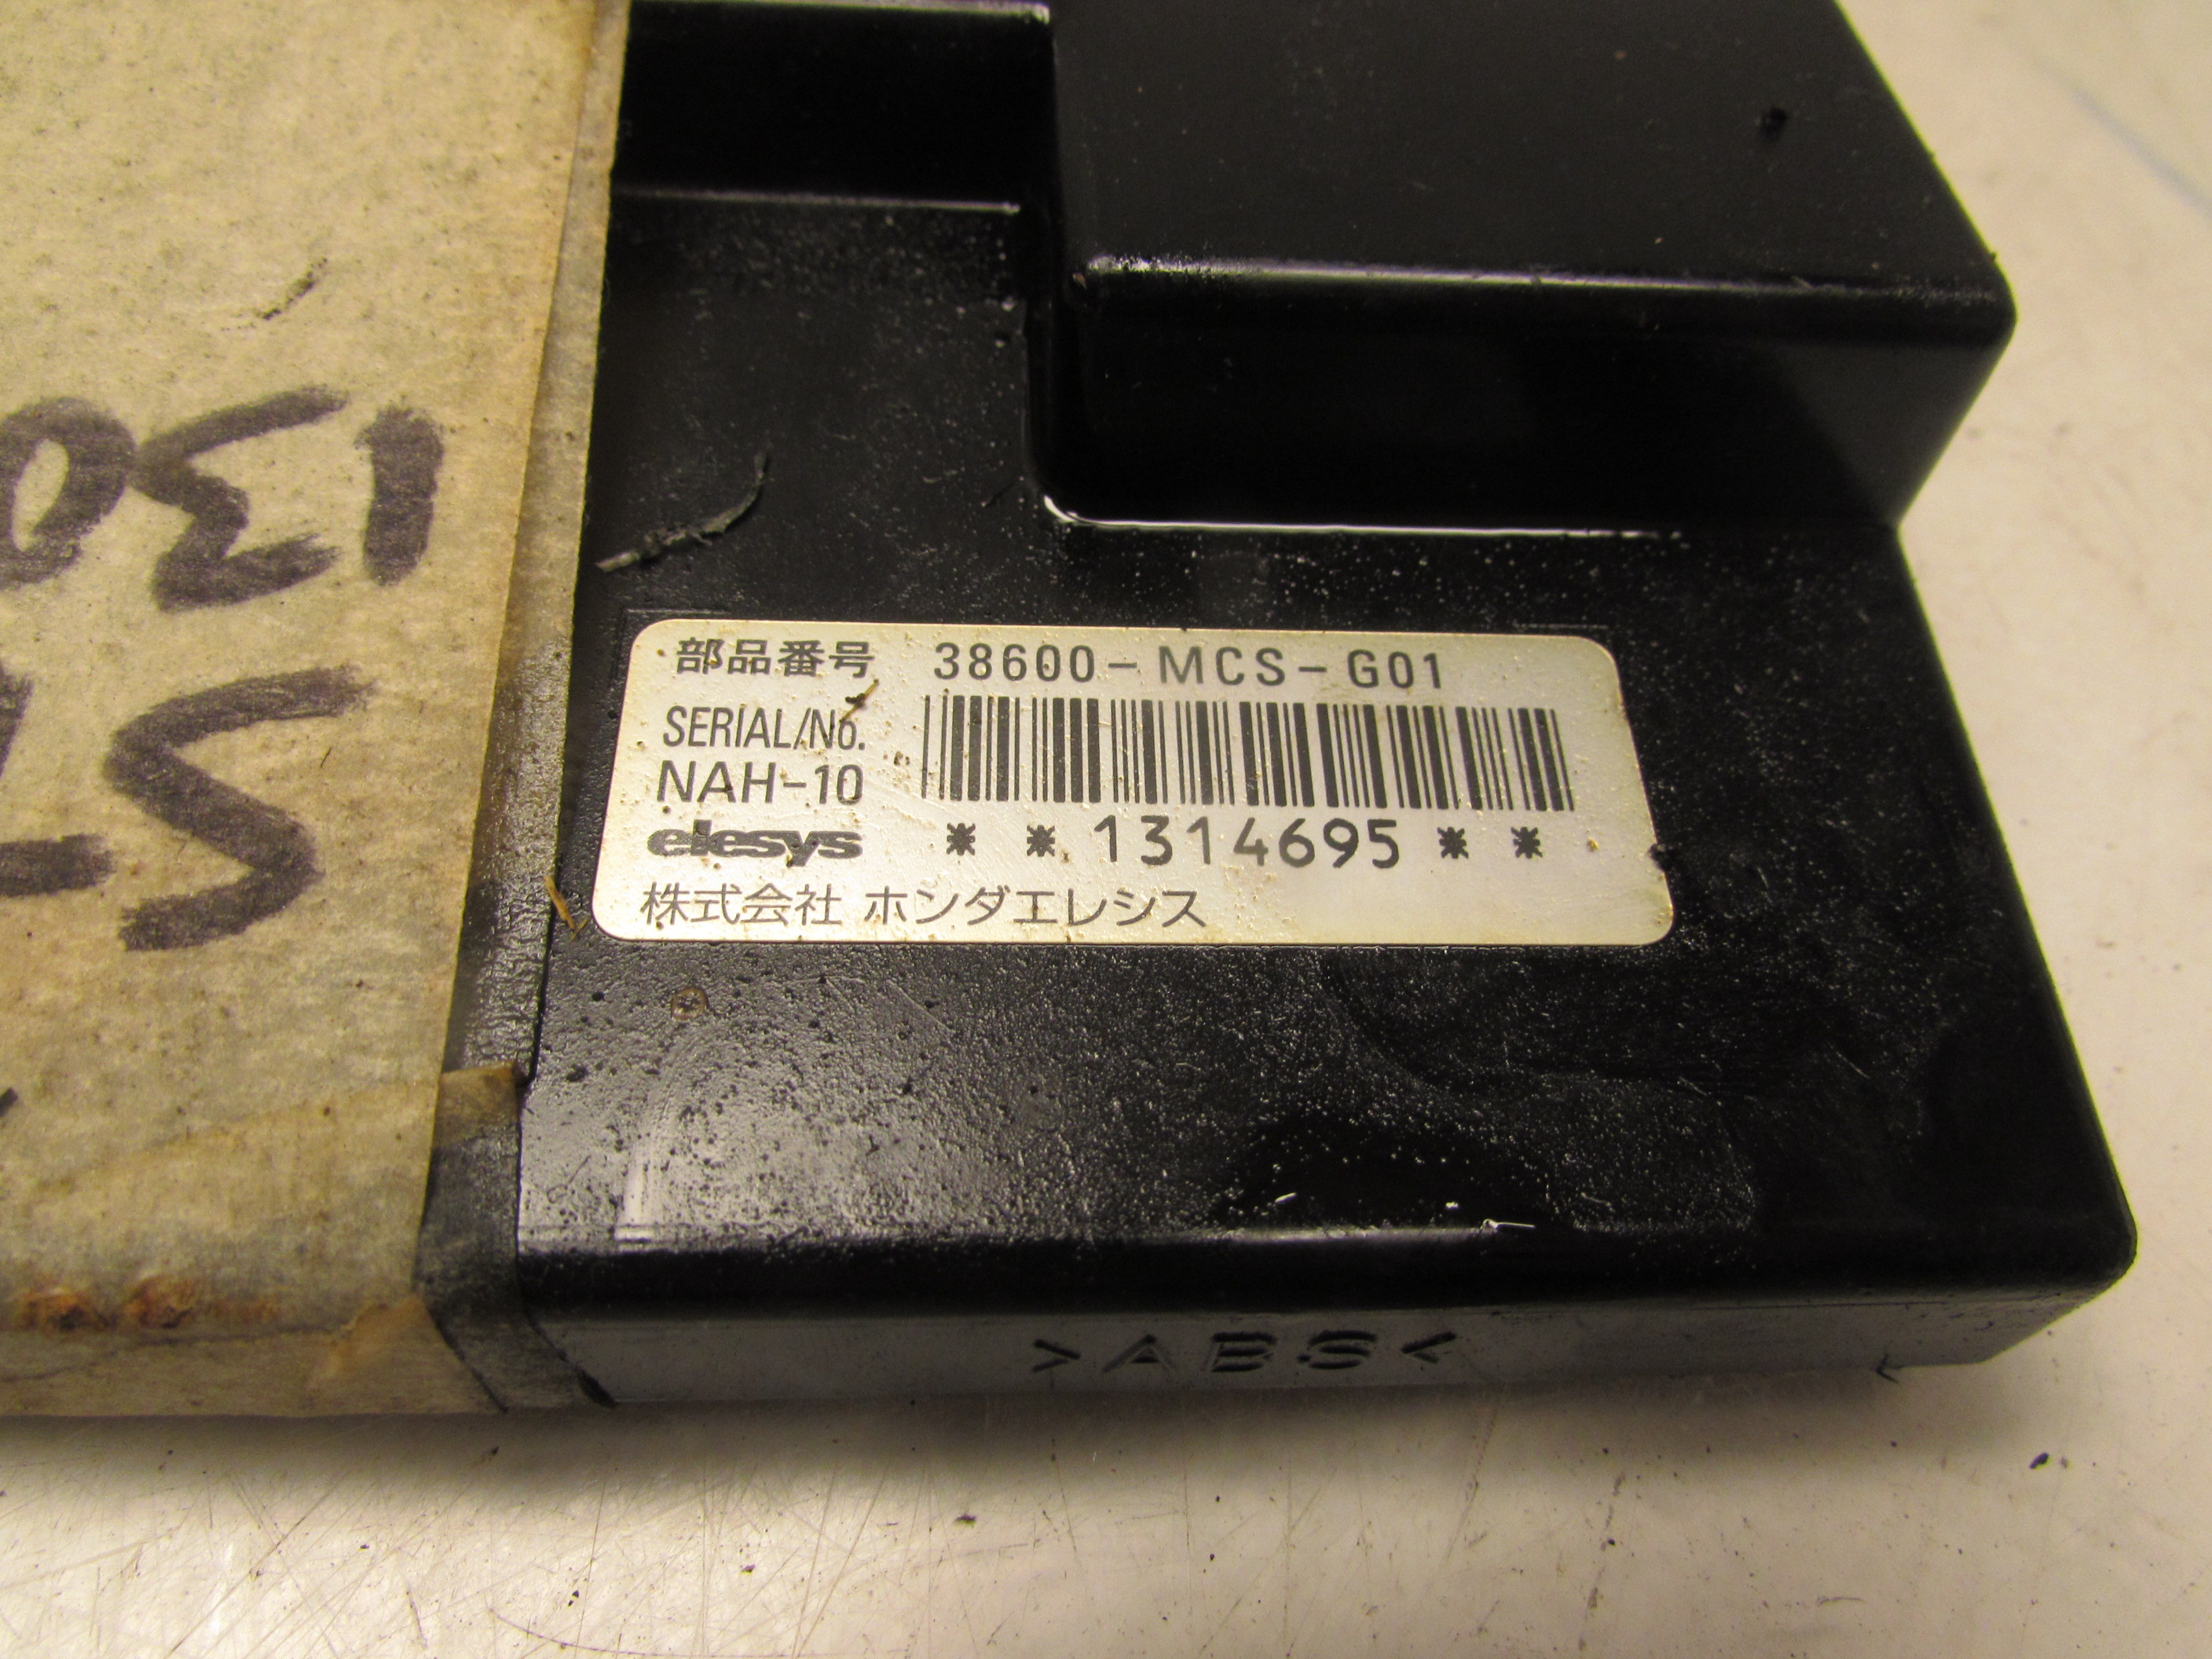 部品番号 38600-MCS-G01
SERIAL/No.
NAH-10
elesys **1314695**
株式会社 ホンダエレシス
>ABS<
130